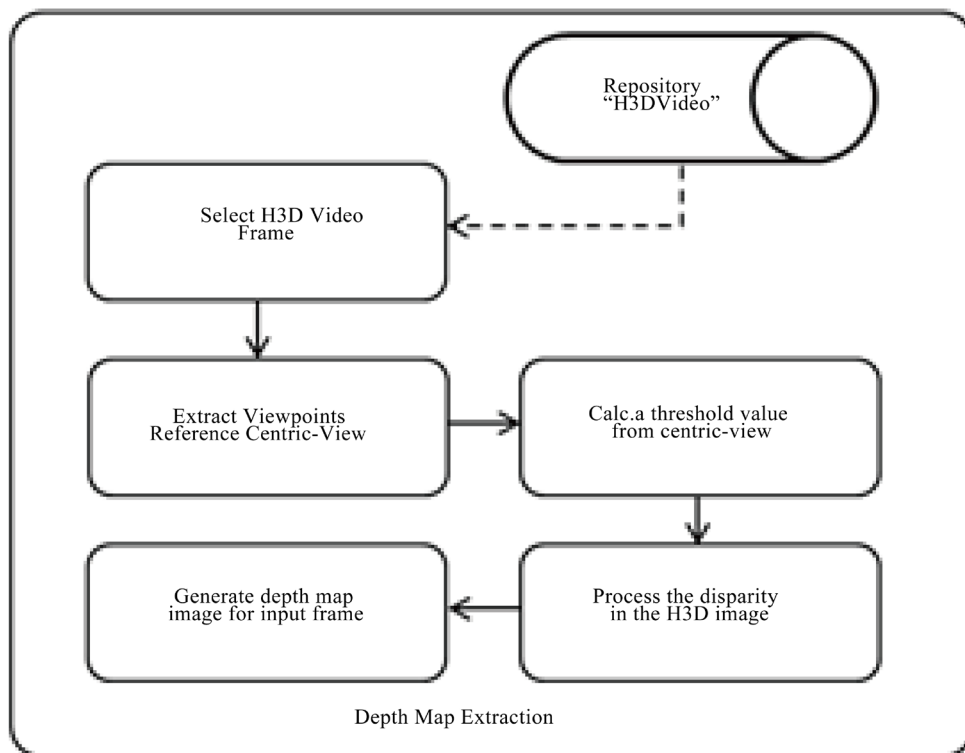 Repository
“H3DVideo”
Select H3D Video
Frame
Extract Viewpoints
Reference Centric-View
Calc.a threshold value
from centric-view
Generate depth map
image for input frame
Process the disparity
in the H3D image
Depth Map Extraction